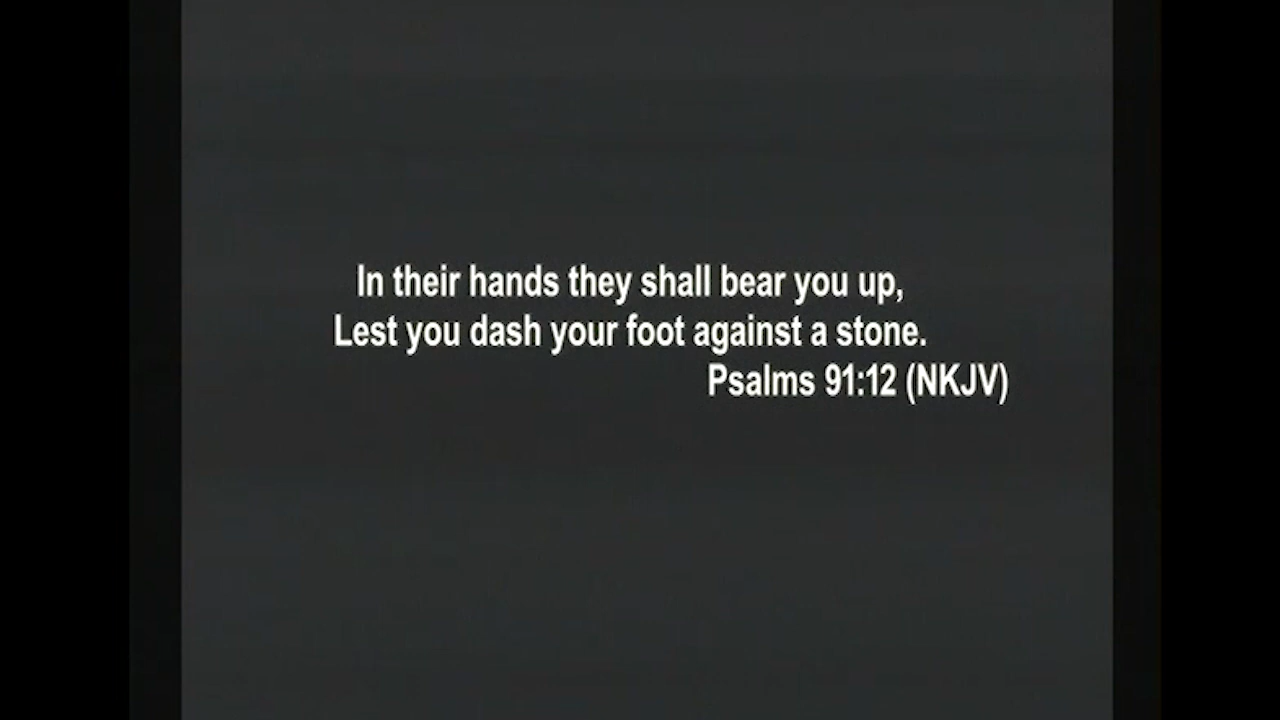 In their hands they shall bear you up,
Lest you dash your foot against a stone.
Psalms 91:12 (NKJV)